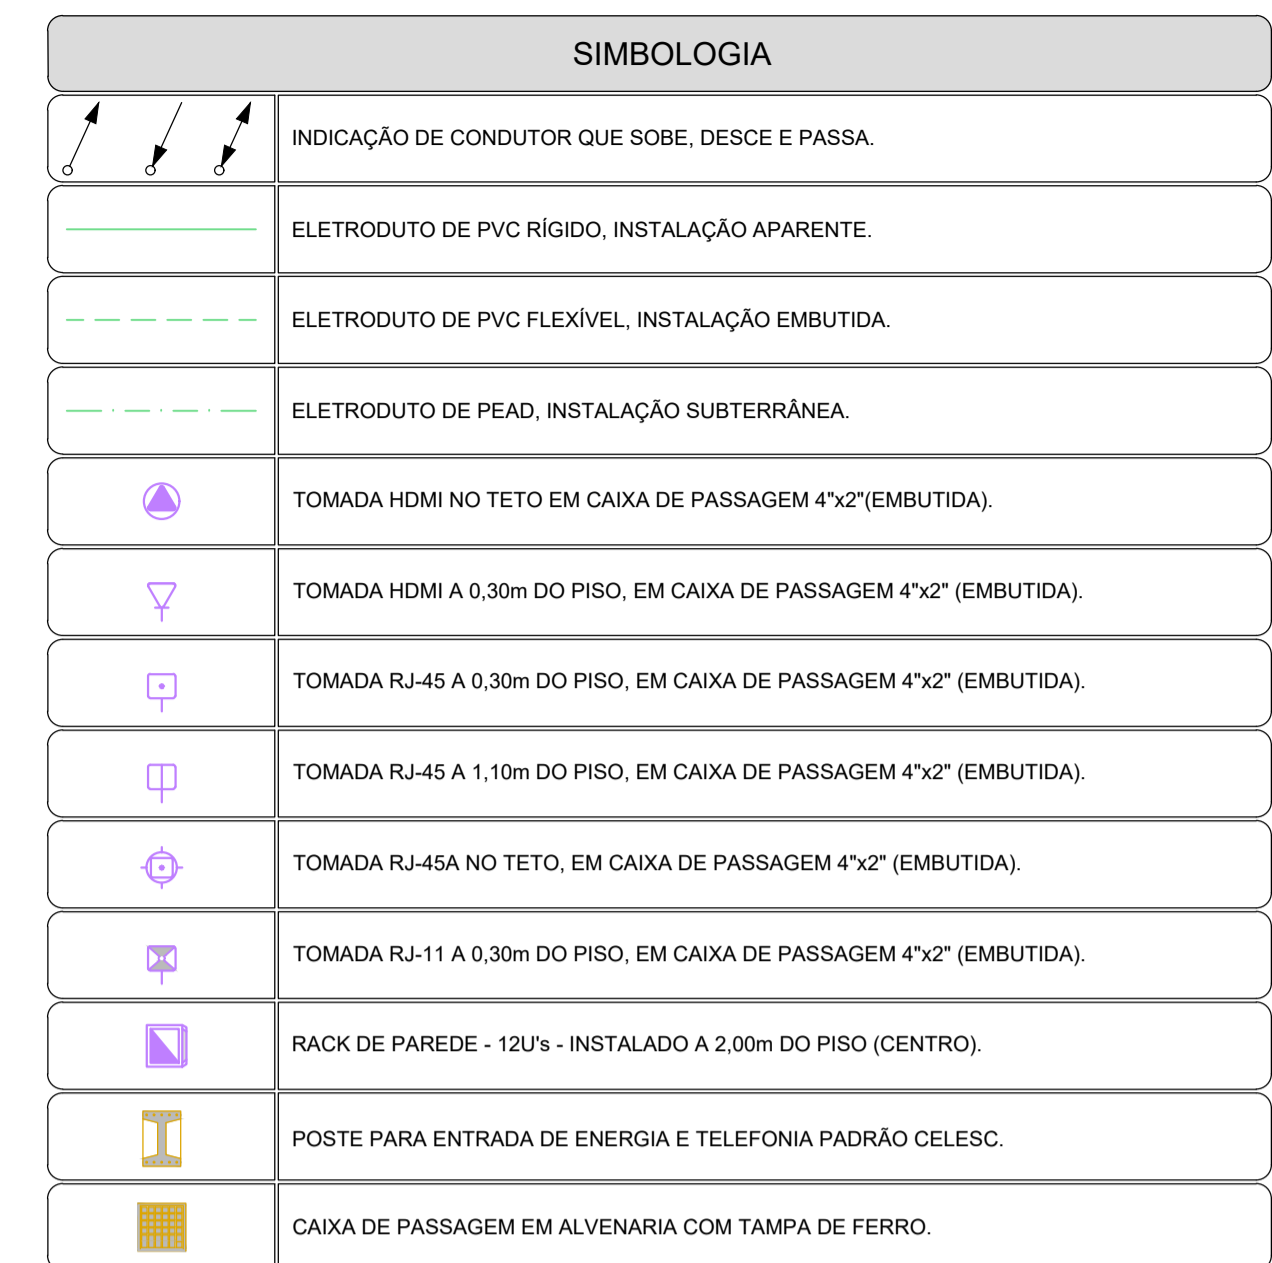 SIMBOLOGIA
INDICAÇÃO DE CONDUTOR QUE SOBE, DESCE E PASSA.
ELETRODUTO DE PVC RÍGIDO, INSTALAÇÃO APARENTE.
ELETRODUTO DE PVC FLEXÍVEL, INSTALAÇÃO EMBUTIDA.
ELETRODUTO DE PEAD, INSTALAÇÃO SUBTERRÂNEA.
TOMADA HDMI NO TETO EM CAIXA DE PASSAGEM 4"x2"(EMBUTIDA).
TOMADA HDMI A 0,30m DO PISO, EM CAIXA DE PASSAGEM 4"x2" (EMBUTIDA).
TOMADA RJ-45 A 0,30m DO PISO, EM CAIXA DE PASSAGEM 4"x2" (EMBUTIDA).
TOMADA RJ-45 A 1,10m DO PISO, EM CAIXA DE PASSAGEM 4"x2" (EMBUTIDA).
TOMADA RJ-45A NO TETO, EM CAIXA DE PASSAGEM 4"x2" (EMBUTIDA).
TOMADA RJ-11 A 0,30m DO PISO, EM CAIXA DE PASSAGEM 4"x2" (EMBUTIDA).
RACK DE PAREDE - 12U's - INSTALADO A 2,00m DO PISO (CENTRO).
POSTE PARA ENTRADA DE ENERGIA E TELEFONIA PADRÃO CELESC.
CAIXA DE PASSAGEM EM ALVENARIA COM TAMPA DE FERRO.